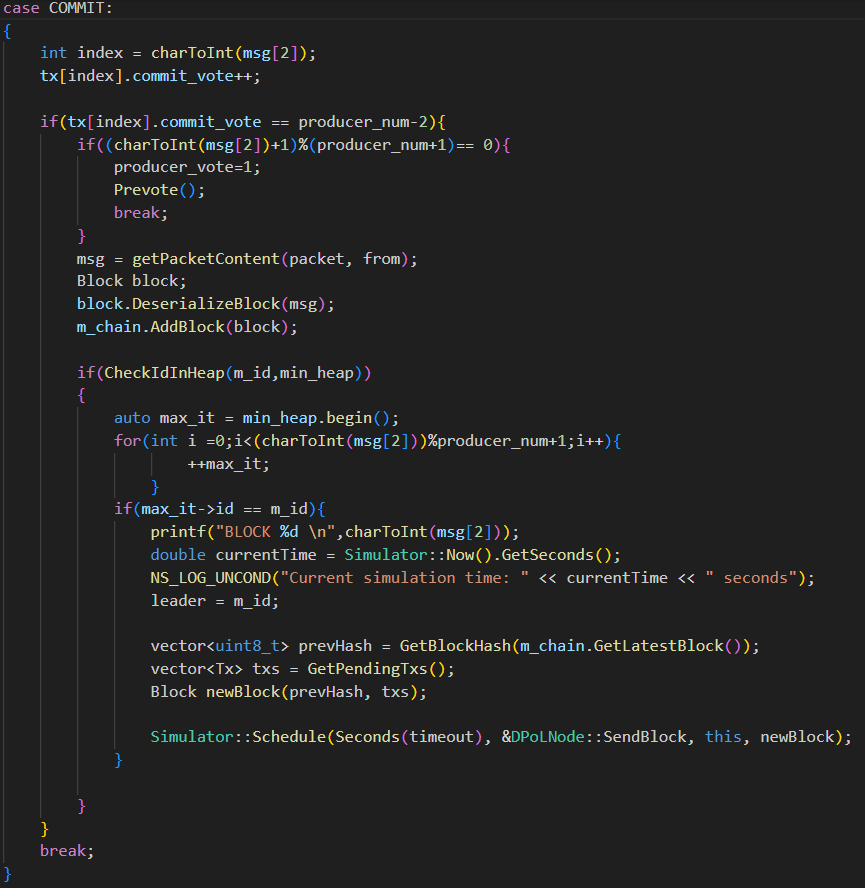 case COMMIT:
{
    int index = charToInt(msg[2]);
    tx[index].commit_vote++;

    if(tx[index].commit_vote == producer_num-2){
        if((charToInt(msg[2])+1)%(producer_num+1)== 0){
            producer_vote=1;
            Prevote();
            break;
        }
        msg = getPacketContent(packet, from);
        Block block;
        block.DeserializeBlock(msg);
        m_chain.AddBlock(block);

        if(CheckIdInHeap(m_id,min_heap))
        {
            auto max_it = min_heap.begin();
            for(int i =0;i<(charToInt(msg[2]))%producer_num+1;i++){
                    ++max_it;
                }
            if(max_it->id == m_id){
                printf("BLOCK %d \n",charToInt(msg[2]));
                double currentTime = Simulator::Now().GetSeconds();
                NS_LOG_UNCOND("Current simulation time: " << currentTime << " seconds");
                leader = m_id;

                vector<uint8_t> prevHash = GetBlockHash(m_chain.GetLatestBlock());
                vector<Tx> txs = GetPendingTxs();
                Block newBlock(prevHash, txs);

                Simulator::Schedule(Seconds(timeout), &DPoLNode::SendBlock, this, newBlock);
            }

        }
    }
    break;
}